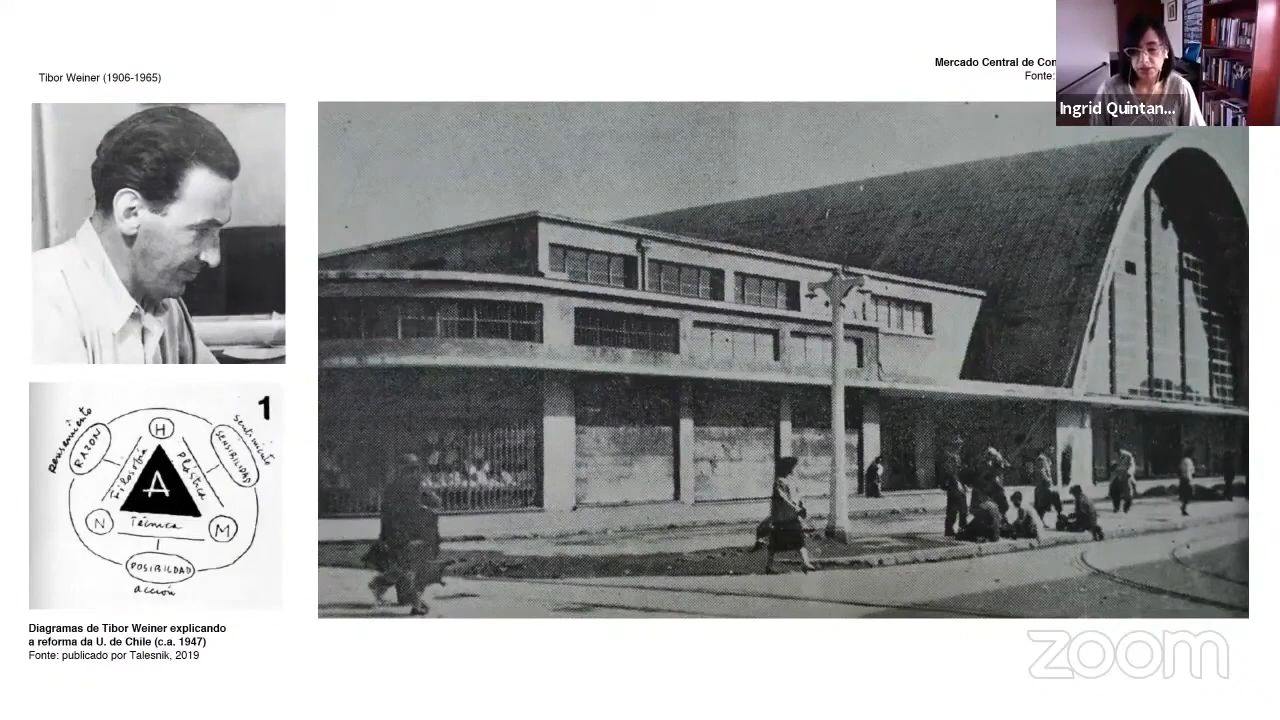 Tibor Weiner (1906-1965)
Mercado Central de Con
Fonte:
Ingrid Quintan...
1
pensamiento
RAZON
sentimiento
SENSIBILIDAD
H
Filosofía
Plástica
A
N
Técnica
M
POSIBILDAD
acción
Diagramas de Tibor Weiner explicando
a reforma da U. de Chile (c.a. 1947)
Fonte: publicado por Talesnik, 2019
zoom